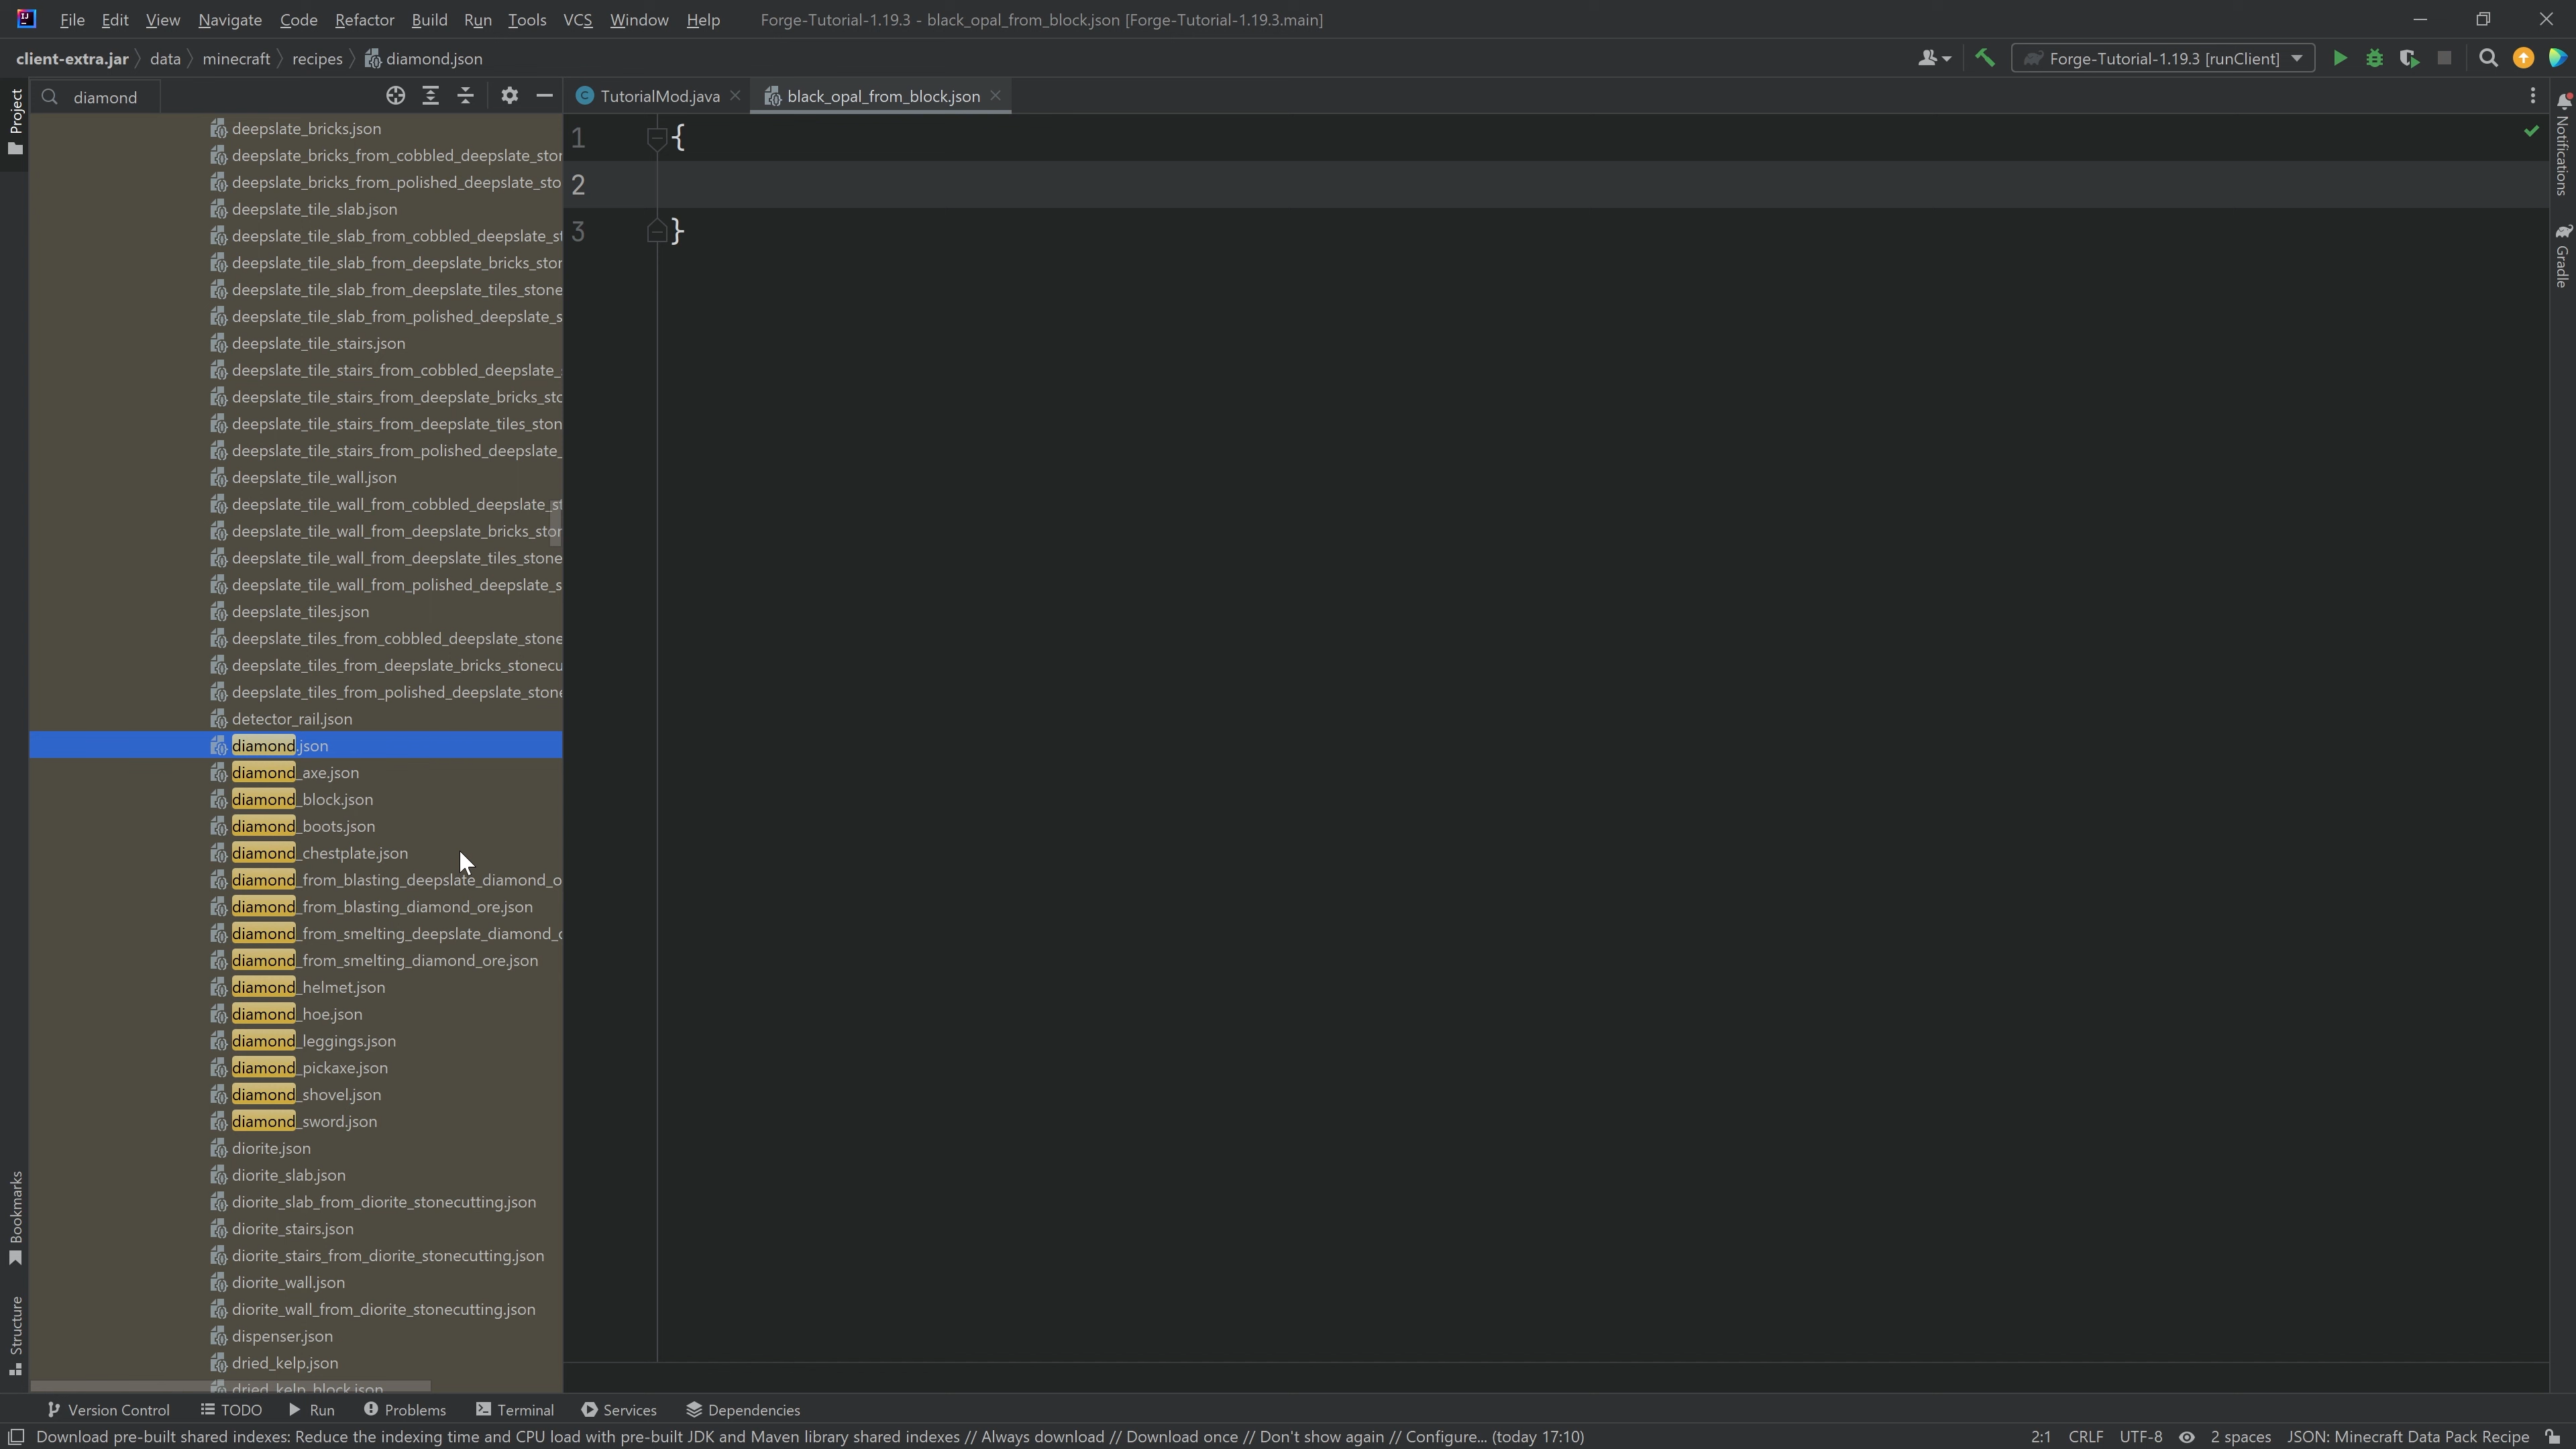 File Edit View Navigate Code Refactor Build Run Tools VCS Window Help Forge-Tutorial-1.19.3 - black_opal_from_block.json [Forge-Tutorial-1.19.3.main]
client-extra.jar data minecraft recipes diamond.json Forge-Tutorial-1.19.3 [runClient]
Project
diamond
TutorialMod.java black_opal_from_block.json
deepslate_bricks.json
deepslate_bricks_from_cobbled_deepslate_stor
deepslate_bricks_from_polished_deepslate_sto
deepslate_tile_slab.json
deepslate_tile_slab_from_cobbled_deepslate_st
deepslate_tile_slab_from_deepslate_bricks_stor
deepslate_tile_slab_from_deepslate_tiles_stone
deepslate_tile_slab_from_polished_deepslate_s
deepslate_tile_stairs.json
deepslate_tile_stairs_from_cobbled_deepslate_
deepslate_tile_stairs_from_deepslate_bricks_sto
deepslate_tile_stairs_from_deepslate_tiles_ston
deepslate_tile_stairs_from_polished_deepslate_
deepslate_tile_wall.json
deepslate_tile_wall_from_cobbled_deepslate_st
deepslate_tile_wall_from_deepslate_bricks_stor
deepslate_tile_wall_from_deepslate_tiles_stone
deepslate_tile_wall_from_polished_deepslate_s
deepslate_tiles.json
deepslate_tiles_from_cobbled_deepslate_stone
deepslate_tiles_from_deepslate_bricks_stonecu
deepslate_tiles_from_polished_deepslate_stone
detector_rail.json
diamond.json
diamond_axe.json
diamond_block.json
diamond_boots.json
diamond_chestplate.json
diamond_from_blasting_deepslate_diamond_o
diamond_from_blasting_diamond_ore.json
diamond_from_smelting_deepslate_diamond_o
diamond_from_smelting_diamond_ore.json
diamond_helmet.json
diamond_hoe.json
diamond_leggings.json
diamond_pickaxe.json
diamond_shovel.json
diamond_sword.json
diorite.json
diorite_slab.json
diorite_slab_from_diorite_stonecutting.json
diorite_stairs.json
diorite_stairs_from_diorite_stonecutting.json
diorite_wall.json
diorite_wall_from_diorite_stonecutting.json
dispenser.json
dried_kelp.json
dried_kelp_block.json
1 {
2
3 }
Notifications
Gradle
Bookmarks
Structure
Version Control TODO Run Problems Terminal Services Dependencies
Download pre-built shared indexes: Reduce the indexing time and CPU load with pre-built JDK and Maven library shared indexes // Always download // Download once // Don't show again // Configure... (today 17:10) 2:1 CRLF UTF-8 2 spaces JSON: Minecraft Data Pack Recipe